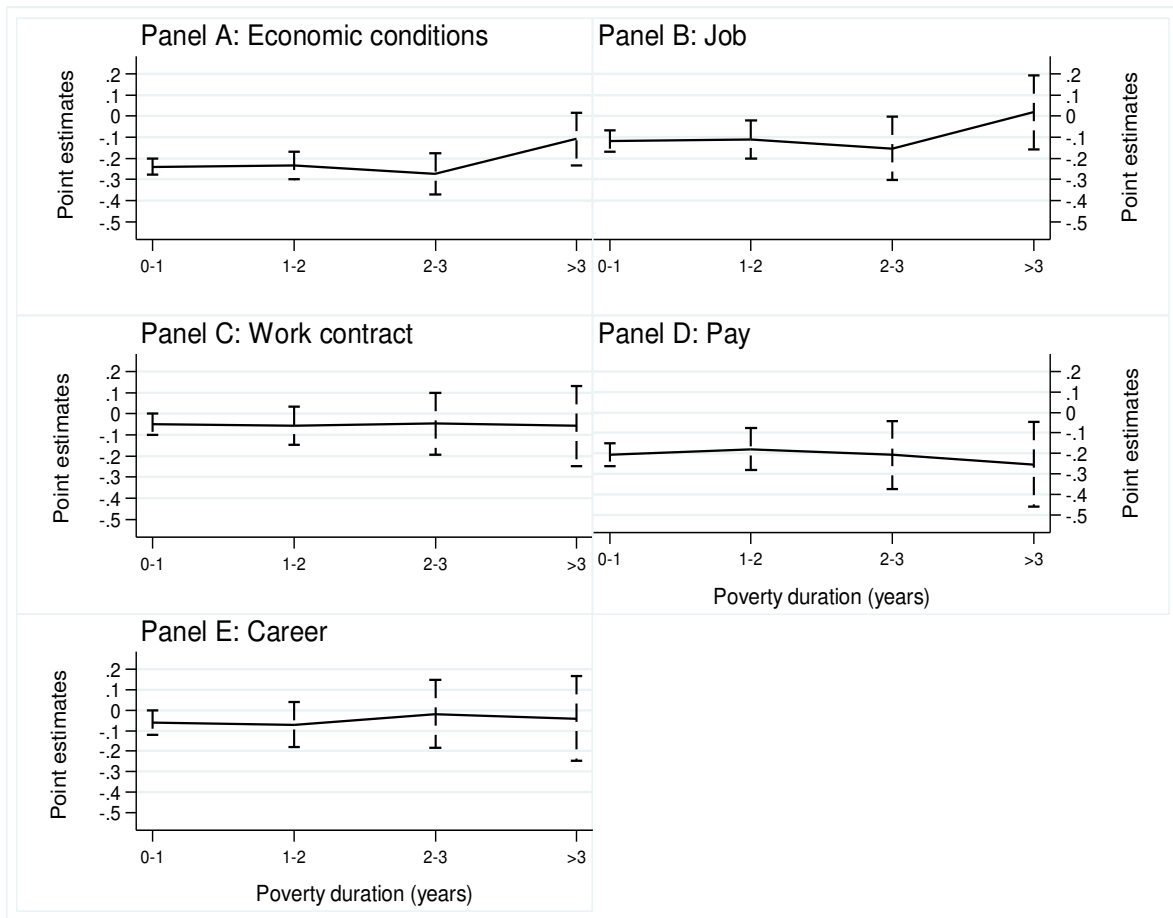 Panel A: Economic conditions
Point estimates
.2
.1
0
-.1
-.2
-.3
-.4
-.5
0-1 1-2 2-3 >3
Panel B: Job
.2
.1
0
-.1
-.2
-.3
-.4
-.5
Point estimates
0-1 1-2 2-3 >3
Panel C: Work contract
Point estimates
.2
.1
0
-.1
-.2
-.3
-.4
-.5
0-1 1-2 2-3 >3
Panel D: Pay
.2
.1
0
-.1
-.2
-.3
-.4
-.5
Point estimates
0-1 1-2 2-3 >3
Poverty duration (years)
Panel E: Career
Point estimates
.2
.1
0
-.1
-.2
-.3
-.4
-.5
0-1 1-2 2-3 >3
Poverty duration (years)